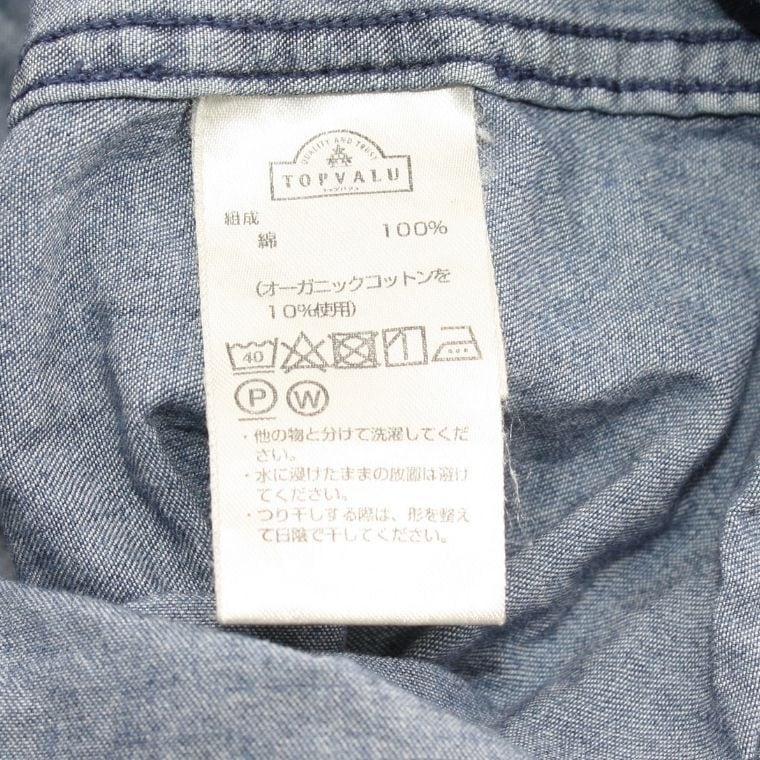 QUALITY AND TRUST
TOPVALU
トップバリュ
組成
綿 100%
(オーガニックコットンを
10%使用)
40
P W
・他の物と分けて洗濯してくだ
さい。
・水に浸けたままの放置は避け
てください。
・つり干しする際は、形を整え
て日陰で干してください。